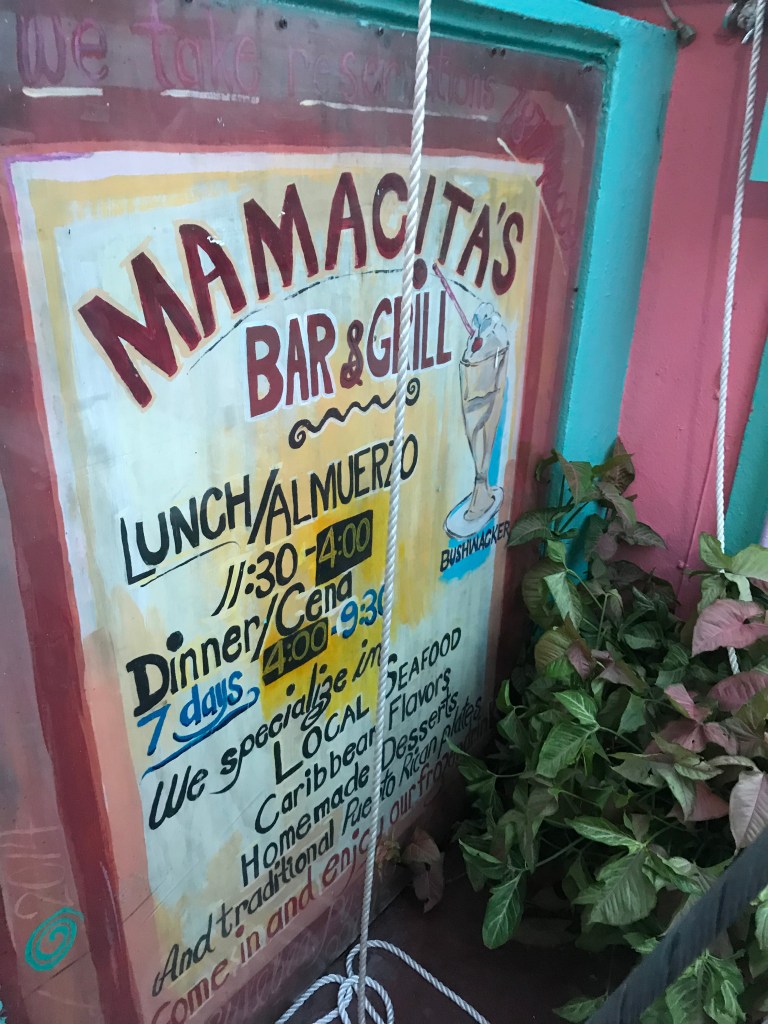 We take reservations
MAMACITA'S
BAR & GRILL
LUNCH/ALMUERZO
11:30-4:00
Dinner/Cena
4:00-9:30
7 days
BUSHWACKER
We specialize in
LOCAL SEAFOOD
Caribbean Flavors
Homemade Desserts
And traditional Puerto Rican plates
Come in and enjoy our